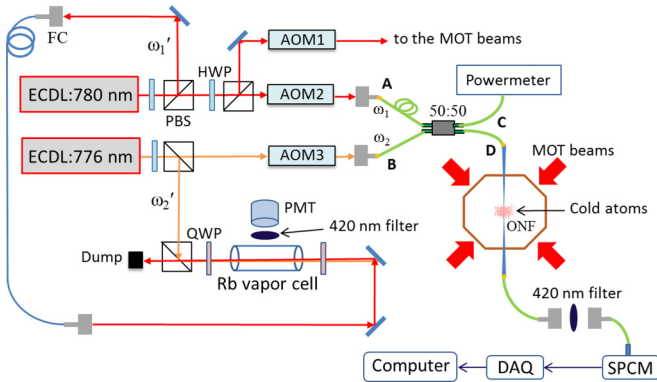 FC
ω₁′
HWP
AOM1
to the MOT beams
ECDL:780 nm
PBS
AOM2
A
ω₁
50:50
Powermeter
C
ECDL:776 nm
AOM3
ω₂
B
D
MOT beams
ω₂′
PMT
420 nm filter
Cold atoms
ONF
QWP
Dump
Rb vapor cell
420 nm filter
Computer
DAQ
SPCM